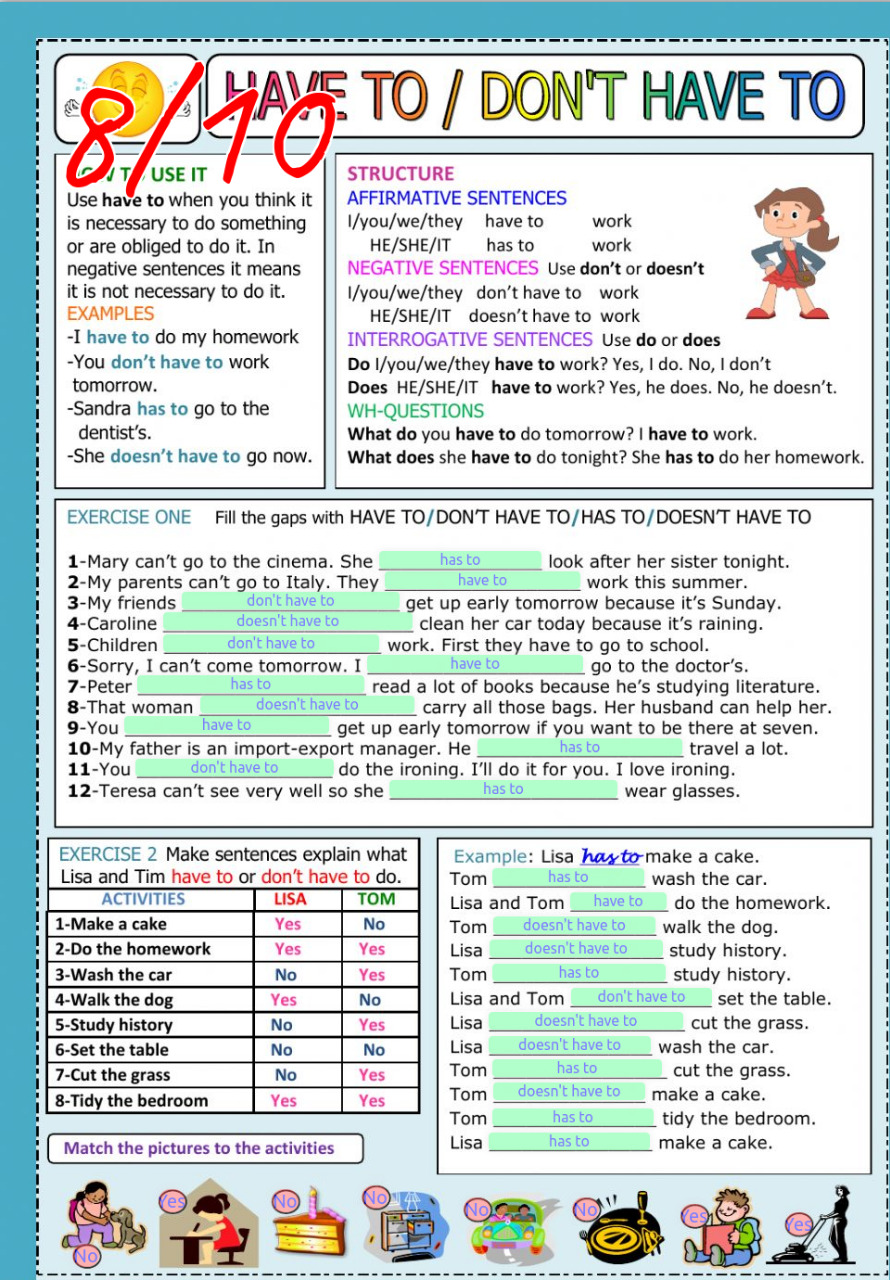 8/10
HAVE TO / DON'T HAVE TO
HOW TO USE IT
Use have to when you think it
is necessary to do something
or are obliged to do it. In
negative sentences it means
it is not necessary to do it.
EXAMPLES
-I have to do my homework
-You don't have to work
tomorrow.
-Sandra has to go to the
dentist's.
-She doesn't have to go now.
STRUCTURE
AFFIRMATIVE SENTENCES
I/you/we/they have to work
HE/SHE/IT has to work
NEGATIVE SENTENCES Use don't or doesn't
I/you/we/they don't have to work
HE/SHE/IT doesn't have to work
INTERROGATIVE SENTENCES Use do or does
Do I/you/we/they have to work? Yes, I do. No, I don't
Does HE/SHE/IT have to work? Yes, he does. No, he doesn't.
WH-QUESTIONS
What do you have to do tomorrow? I have to work.
What does she have to do tonight? She has to do her homework.
EXERCISE ONE Fill the gaps with HAVE TO/DON'T HAVE TO/HAS TO/DOESN'T HAVE TO
1-Mary can't go to the cinema. She has to look after her sister tonight.
2-My parents can't go to Italy. They have to work this summer.
3-My friends don't have to get up early tomorrow because it's Sunday.
4-Caroline doesn't have to clean her car today because it's raining.
5-Children don't have to work. First they have to go to school.
6-Sorry, I can't come tomorrow. I have to go to the doctor's.
7-Peter has to read a lot of books because he's studying literature.
8-That woman doesn't have to carry all those bags. Her husband can help her.
9-You have to get up early tomorrow if you want to be there at seven.
10-My father is an import-export manager. He has to travel a lot.
11-You don't have to do the ironing. I'll do it for you. I love ironing.
12-Teresa can't see very well so she has to wear glasses.
EXERCISE 2 Make sentences explain what
Lisa and Tim have to or don't have to do.
ACTIVITIES LISA TOM
1-Make a cake Yes No
2-Do the homework Yes Yes
3-Wash the car No Yes
4-Walk the dog Yes No
5-Study history No Yes
6-Set the table No No
7-Cut the grass No Yes
8-Tidy the bedroom Yes Yes
Match the pictures to the activities
Example: Lisa has to make a cake.
Tom has to wash the car.
Lisa and Tom have to do the homework.
Tom doesn't have to walk the dog.
Lisa doesn't have to study history.
Tom has to study history.
Lisa and Tom don't have to set the table.
Lisa doesn't have to cut the grass.
Lisa doesn't have to wash the car.
Tom has to cut the grass.
Tom doesn't have to make a cake.
Tom has to tidy the bedroom.
Lisa has to make a cake.
No Yes No No No No Yes Yes